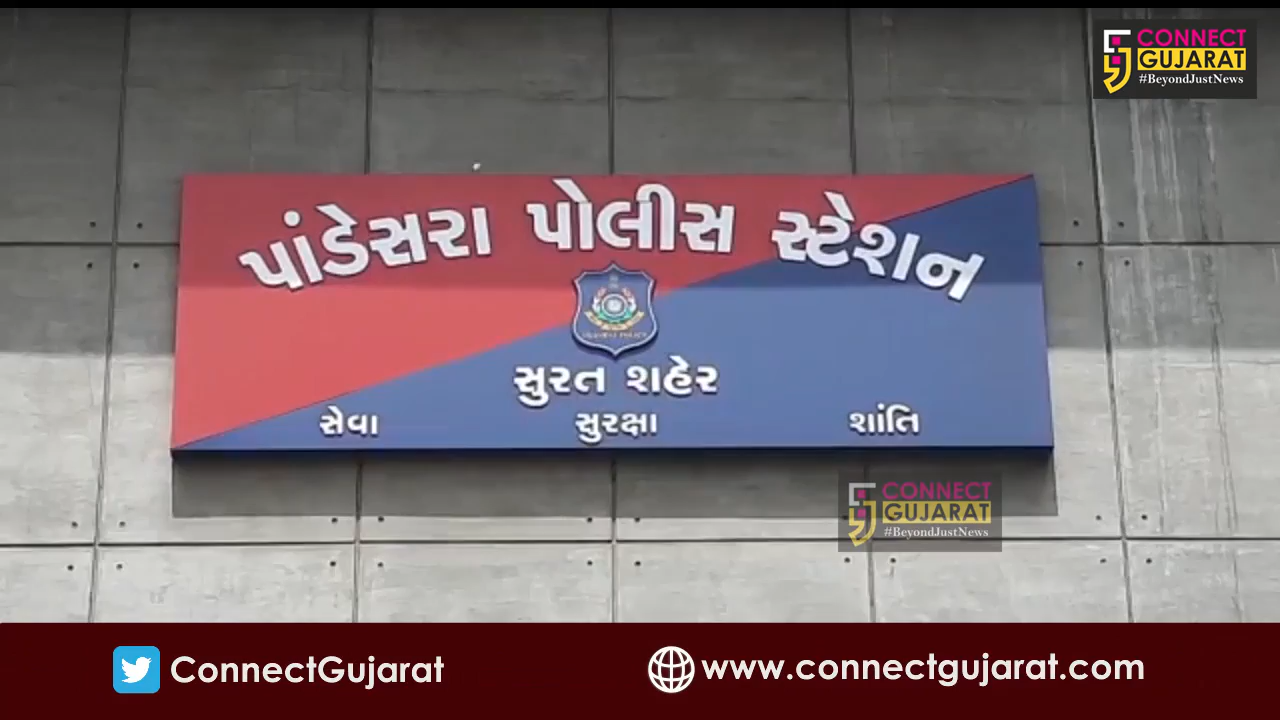 CONNECT
GUJARAT
#BeyondJustNews
પાંડેસરા પોલીસ સ્ટેશન
સુરત શહેર
સેવા સુરક્ષા શાંતિ
CONNECT
GUJARAT
#BeyondJustNews
ConnectGujarat
www.connectgujarat.com